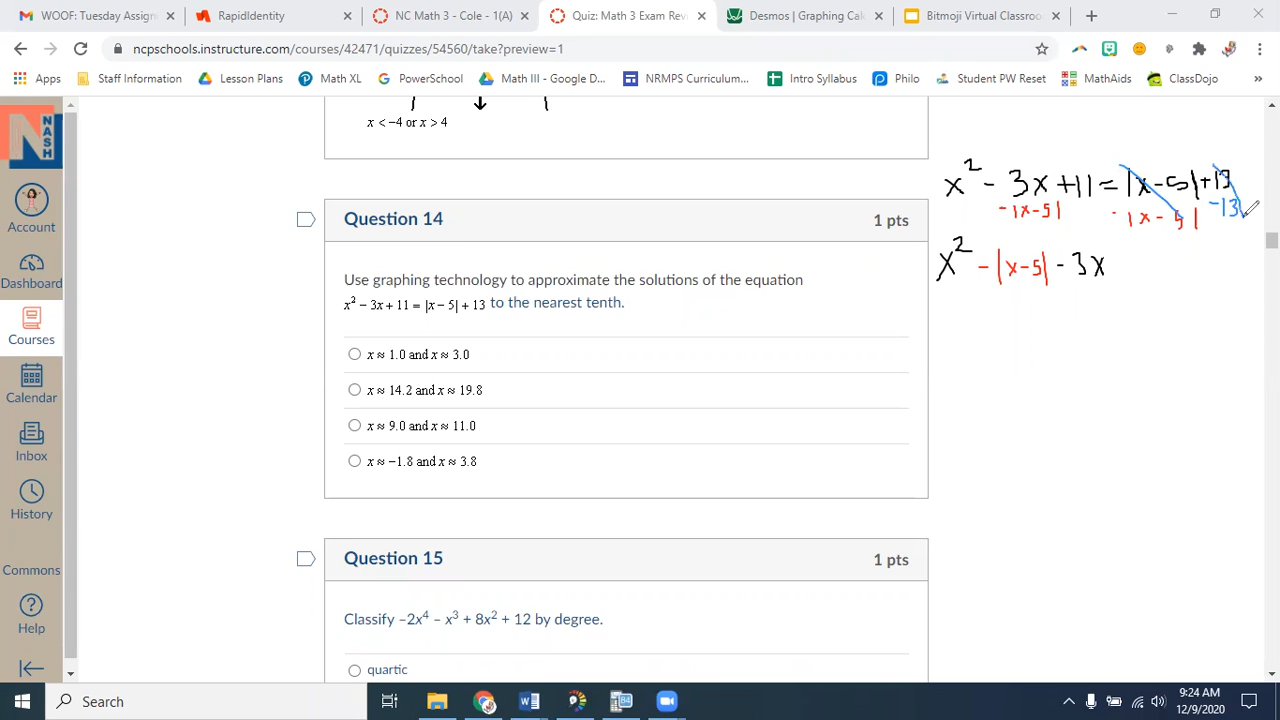 WOOF: Tuesday Assign
RapidIdentity
NC Math 3 - Cole - 1(A)
Quiz: Math 3 Exam Rev
Desmos | Graphing Calc
Bitmoji Virtual Classroo
ncpschools.instructure.com/courses/42471/quizzes/54560/take?preview=1
Apps
Staff Information
Lesson Plans
Math XL
PowerSchool
Math III - Google D...
NRMPS Curriculum...
Intro Syllabus
Philo
Student PW Reset
MathAids
ClassDojo
»
NASH
Account
Dashboard
Courses
Calendar
Inbox
History
Commons
Help
x < −4 or x > 4
Question 14
1 pts
Use graphing technology to approximate the solutions of the equation
x² − 3x + 11 = |x − 5| + 13 to the nearest tenth.
x ≈ 1.0 and x ≈ 3.0
x ≈ 14.2 and x ≈ 19.8
x ≈ 9.0 and x ≈ 11.0
x ≈ −1.8 and x ≈ 3.8
Question 15
1 pts
Classify −2x⁴ − x³ + 8x² + 12 by degree.
quartic
x² - 3x + 11 = |x - 5| + 13
- |x - 5| - |x - 5| - 13
x² - |x - 5| - 3x
Search
9:24 AM
12/9/2020